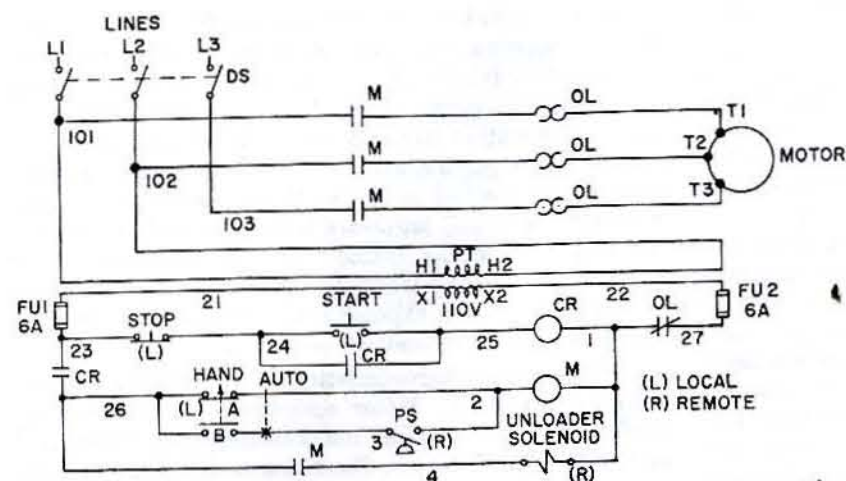 LINES
L1 L2 L3
DS
M OL T1
101
M OL T2 MOTOR
102
M OL T3
103
PT
H1 H2
FU1 6A 21 START X1 X2 22 OL FU2 6A
110V
STOP CR
23 (L) 24 (L) 25 1 27
CR CR
HAND AUTO M (L) LOCAL
26 (L) A 2 (R) REMOTE
PS UNLOADER SOLENOID
B 3 (R)
M 4 (R)